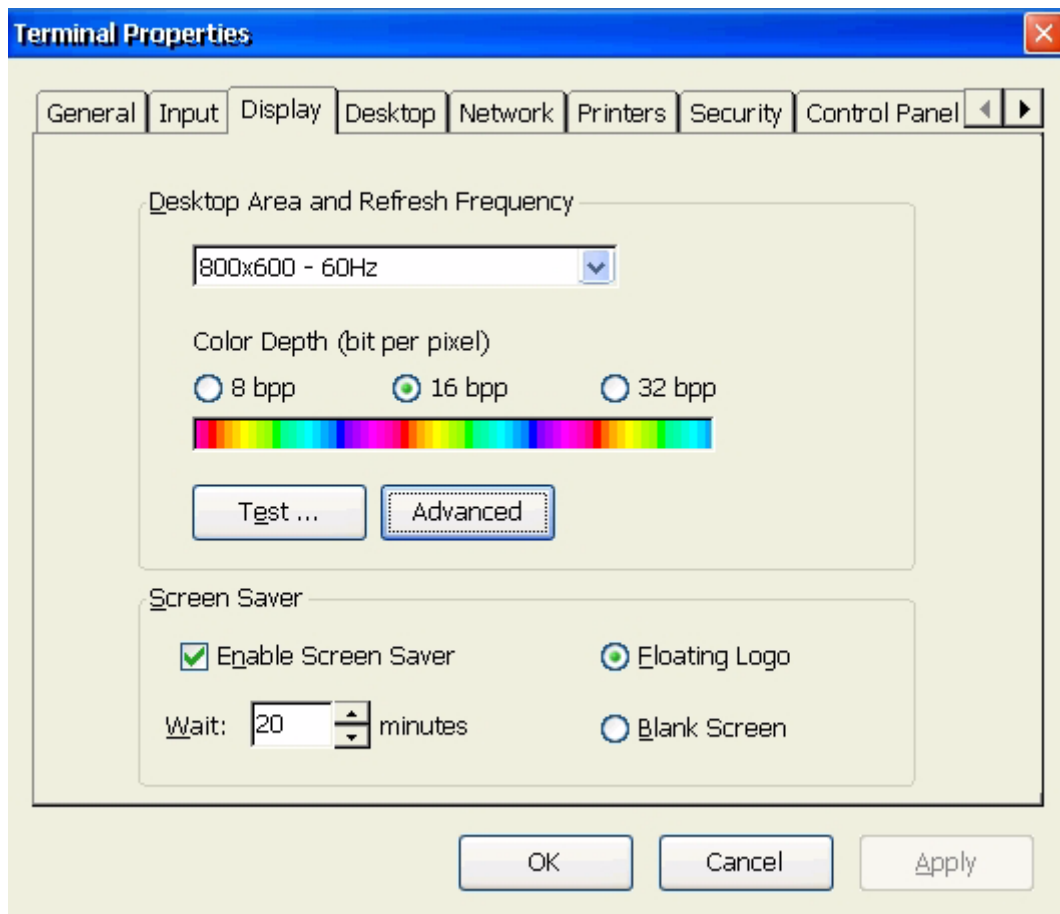 Terminal Properties
General Input Display Desktop Network Printers Security Control Panel
Desktop Area and Refresh Frequency
800x600 - 60Hz
Color Depth (bit per pixel)
8 bpp 16 bpp 32 bpp
Test ... Advanced
Screen Saver
Enable Screen Saver Floating Logo
Wait: 20 minutes Blank Screen
OK Cancel Apply